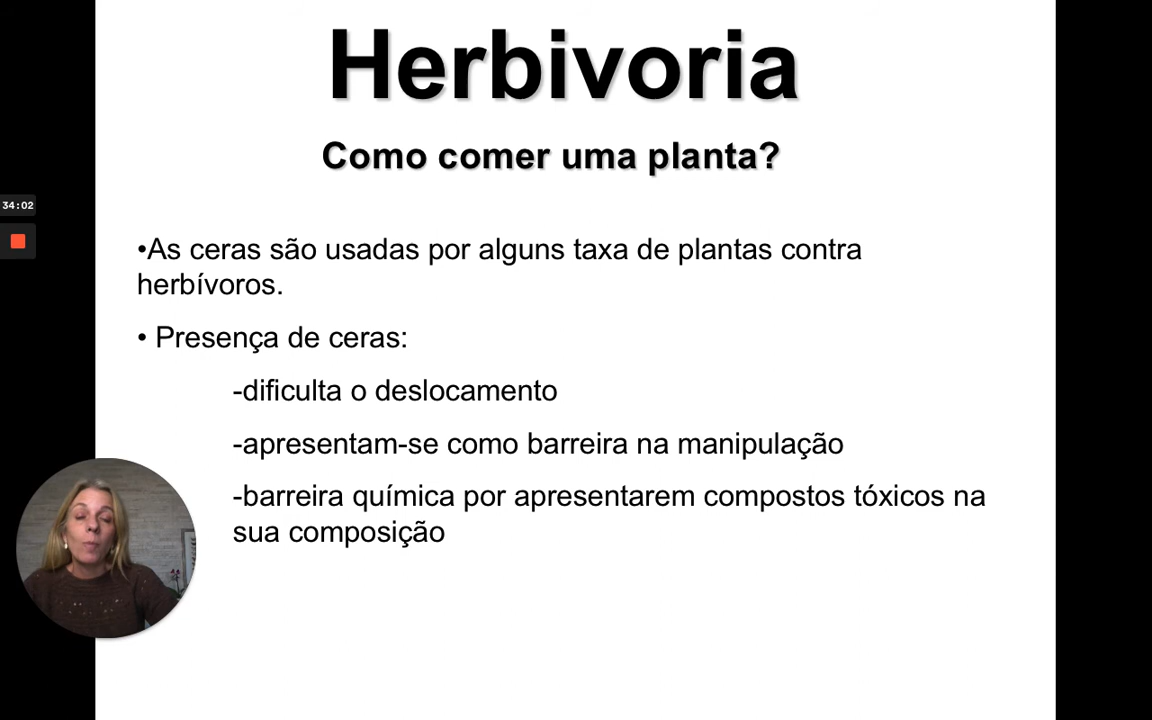 Herbivoria
Como comer uma planta?
34:02
•As ceras são usadas por alguns taxa de plantas contra
herbívoros.
• Presença de ceras:
-dificulta o deslocamento
-apresentam-se como barreira na manipulação
-barreira química por apresentarem compostos tóxicos na
sua composição